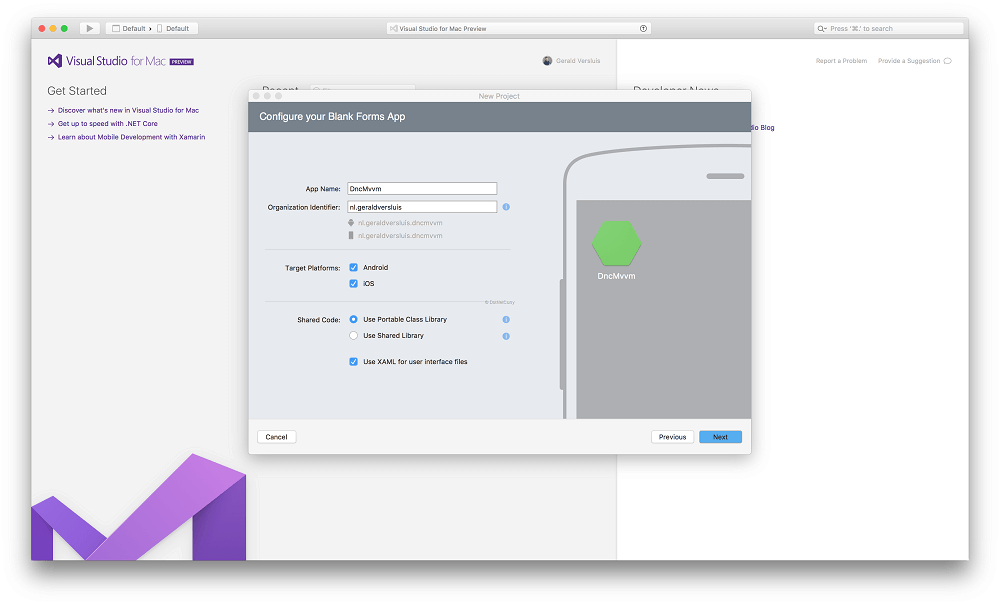 Default › Default
Visual Studio for Mac Preview
Press '⌘.' to search
Visual Studio for Mac PREVIEW
Gerald Versluis
Report a Problem Provide a Suggestion
Get Started
→ Discover what's new in Visual Studio for Mac
→ Get up to speed with .NET Core
→ Learn about Mobile Development with Xamarin
Recent
Developer News
Blog
New Project
Configure your Blank Forms App
App Name: DncMvvm
Organization Identifier: nl.geraldversluis
nl.geraldversluis.dncmvvm
nl.geraldversluis.dncmvvm
Target Platforms: Android
iOS
Shared Code: Use Portable Class Library
Use Shared Library
Use XAML for user interface files
DncMvvm
Cancel
Previous
Next